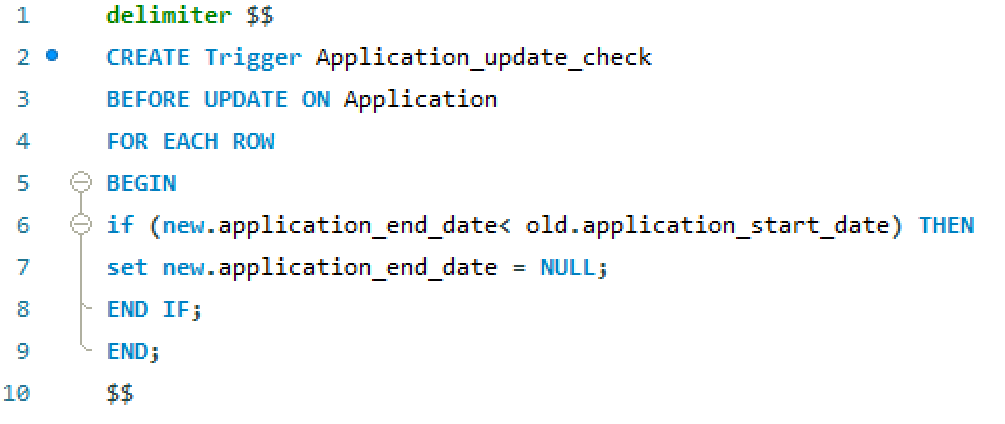 1 delimiter $$
2 CREATE Trigger Application_update_check
3 BEFORE UPDATE ON Application
4 FOR EACH ROW
5 BEGIN
6 if (new.application_end_date< old.application_start_date) THEN
7 set new.application_end_date = NULL;
8 END IF;
9 END;
10 $$